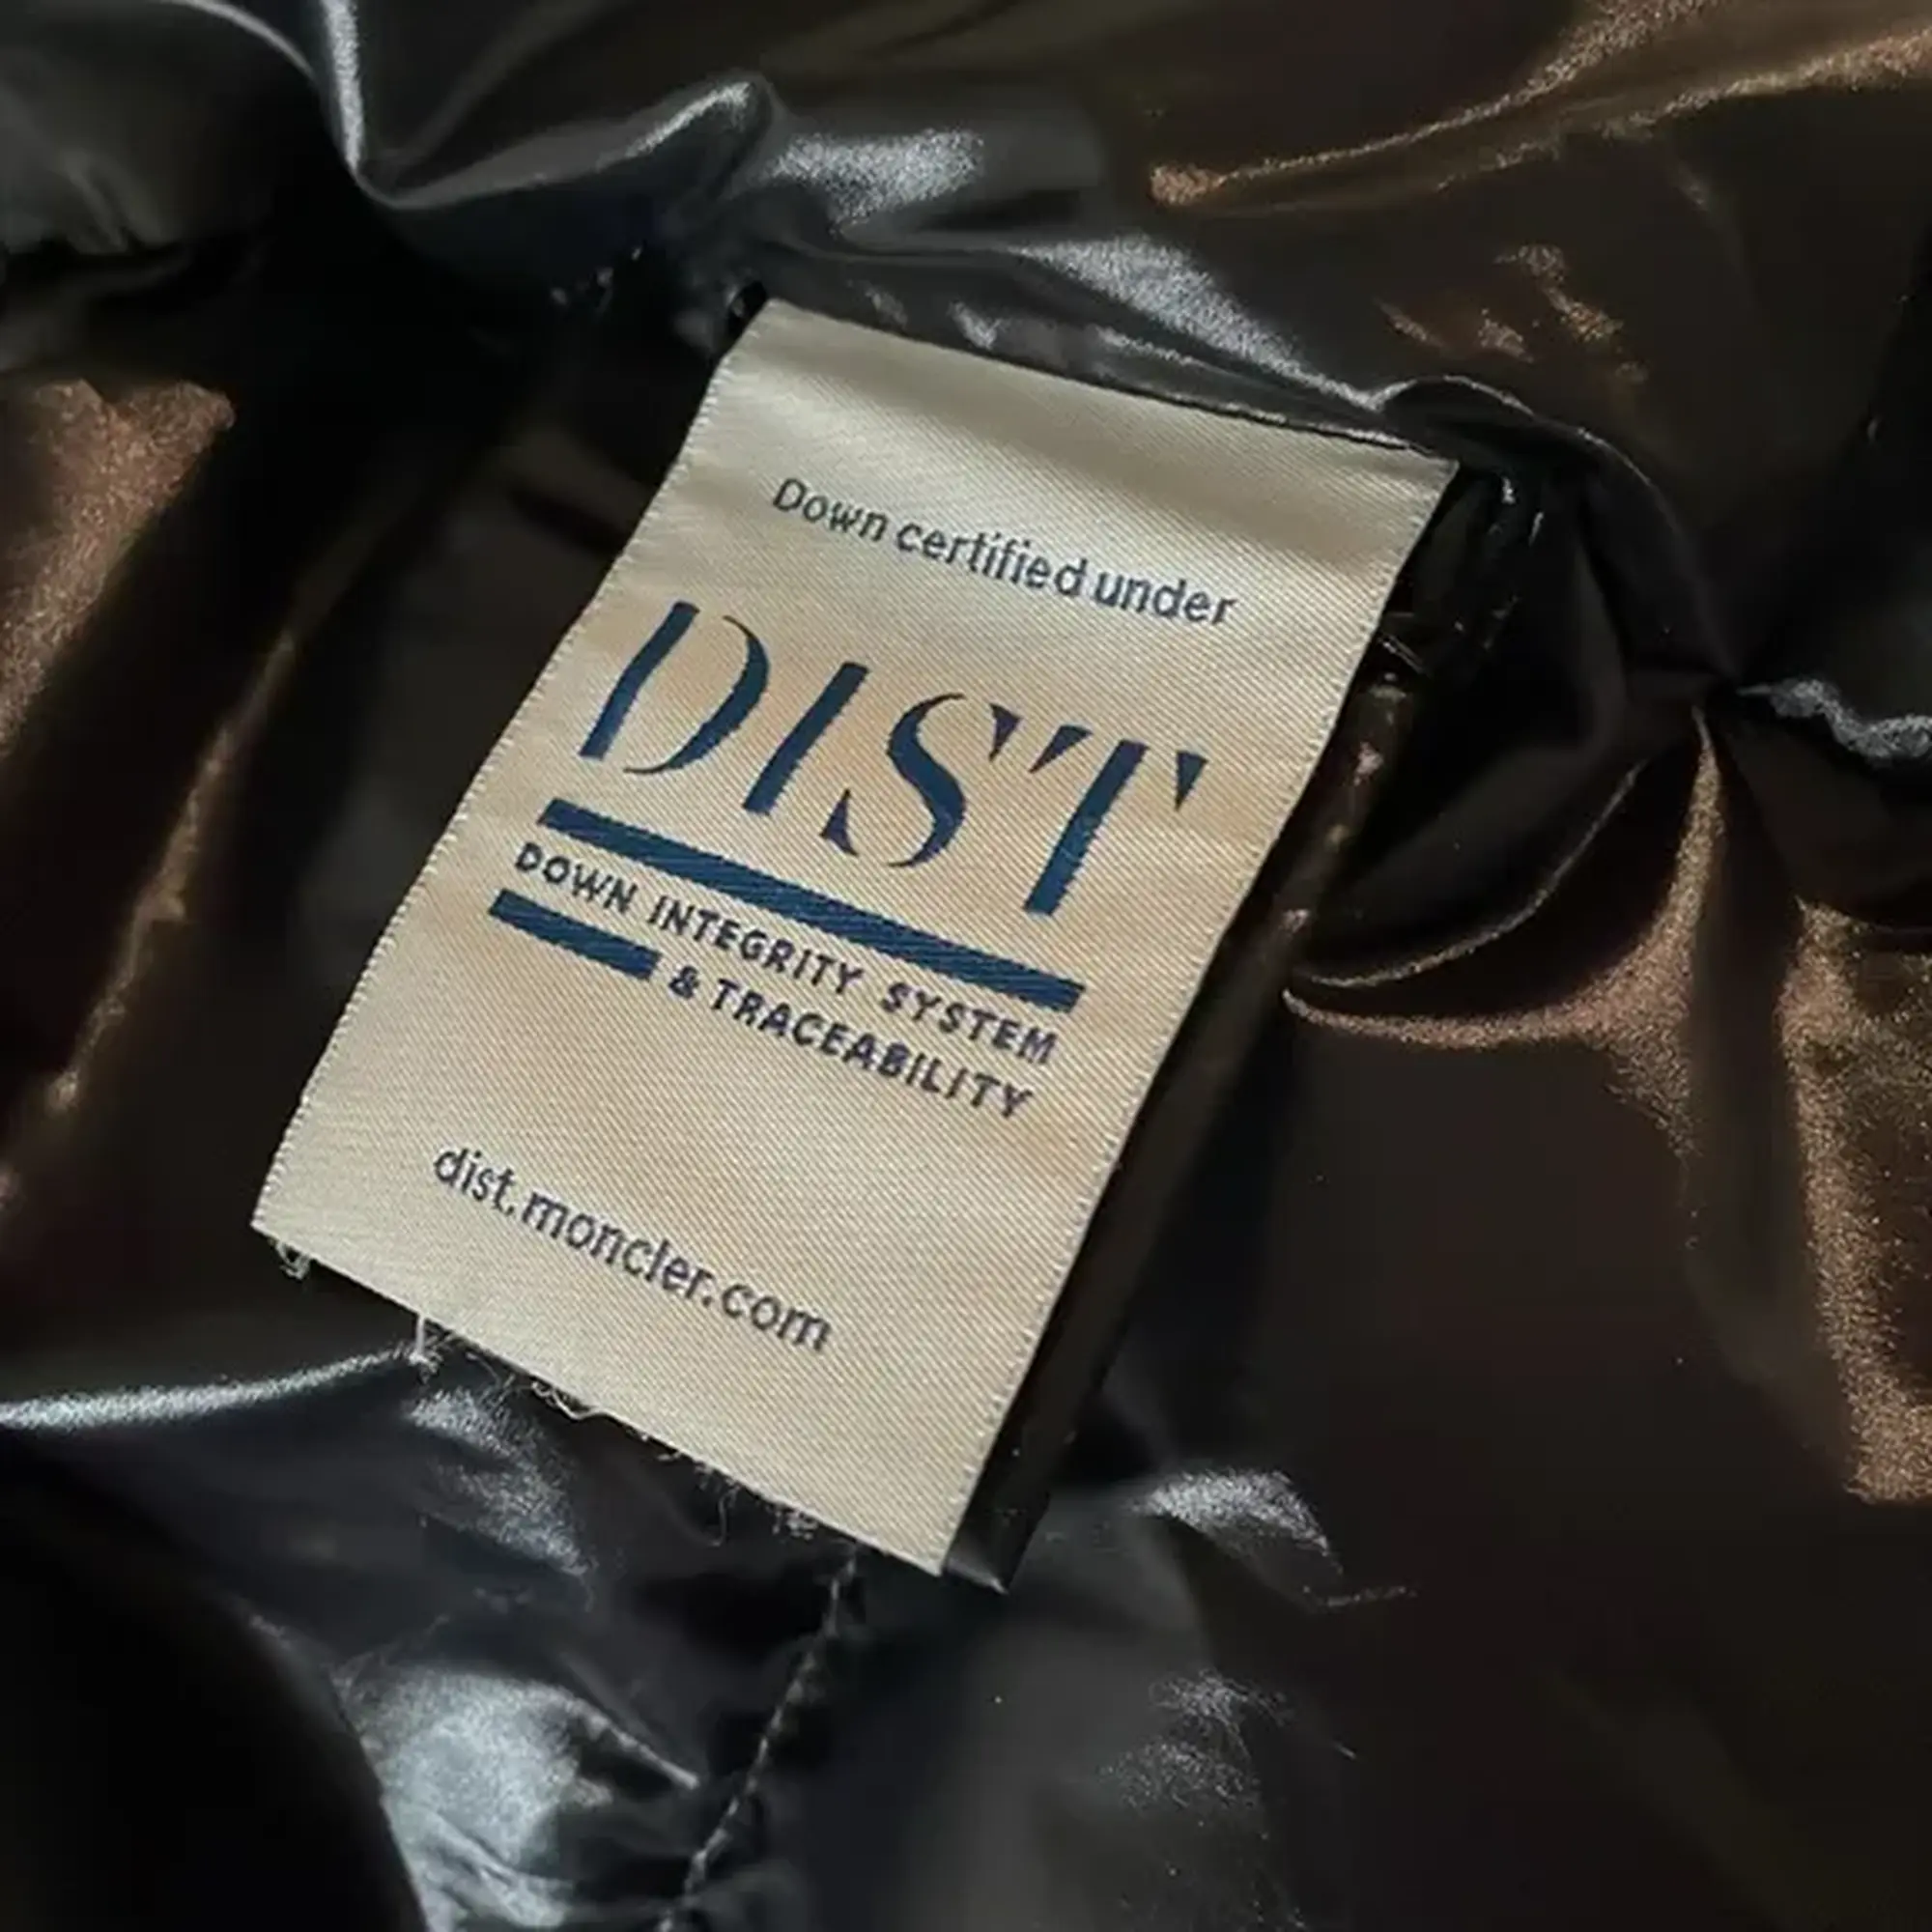 Down certified under
DIST
DOWN INTEGRITY SYSTEM
& TRACEABILITY
dist.moncler.com